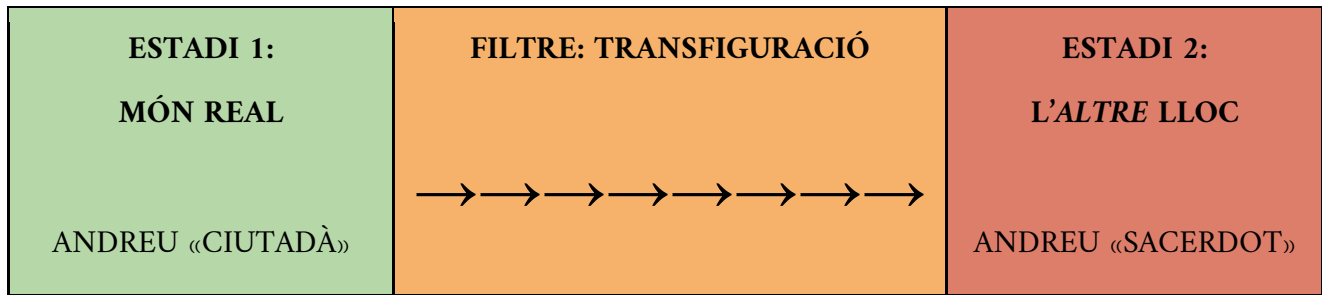 ESTADI 1:
MÓN REAL
ANDREU «CIUTADÀ»
FILTRE: TRANSFIGURACIÓ
→→→→→→→→
ESTADI 2:
L'ALTRE LLOC
ANDREU «SACERDOT»